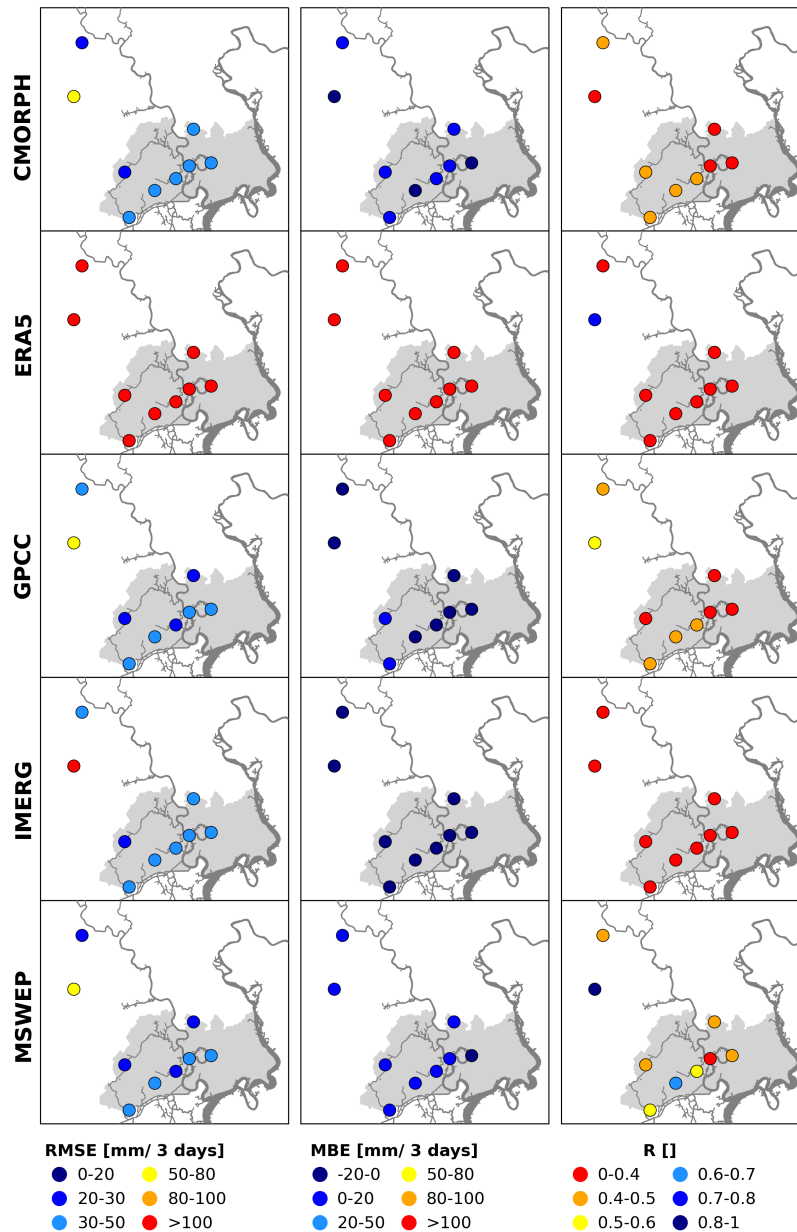 CMORPH
ERA5
GPCC
IMERG
MSWEP
RMSE [mm/ 3 days]
0-20 50-80
20-30 80-100
30-50 >100
MBE [mm/ 3 days]
-20-0 50-80
0-20 80-100
20-50 >100
R []
0-0.4 0.6-0.7
0.4-0.5 0.7-0.8
0.5-0.6 0.8-1